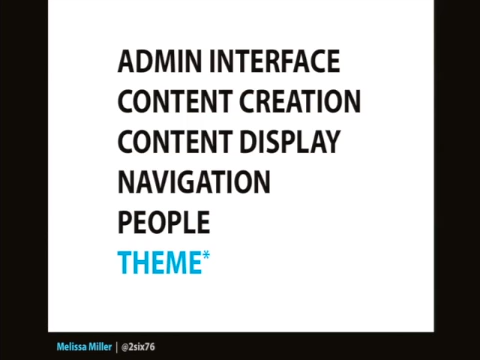 ADMIN INTERFACE
CONTENT CREATION
CONTENT DISPLAY
NAVIGATION
PEOPLE
THEME*
Melissa Miller | @2six76